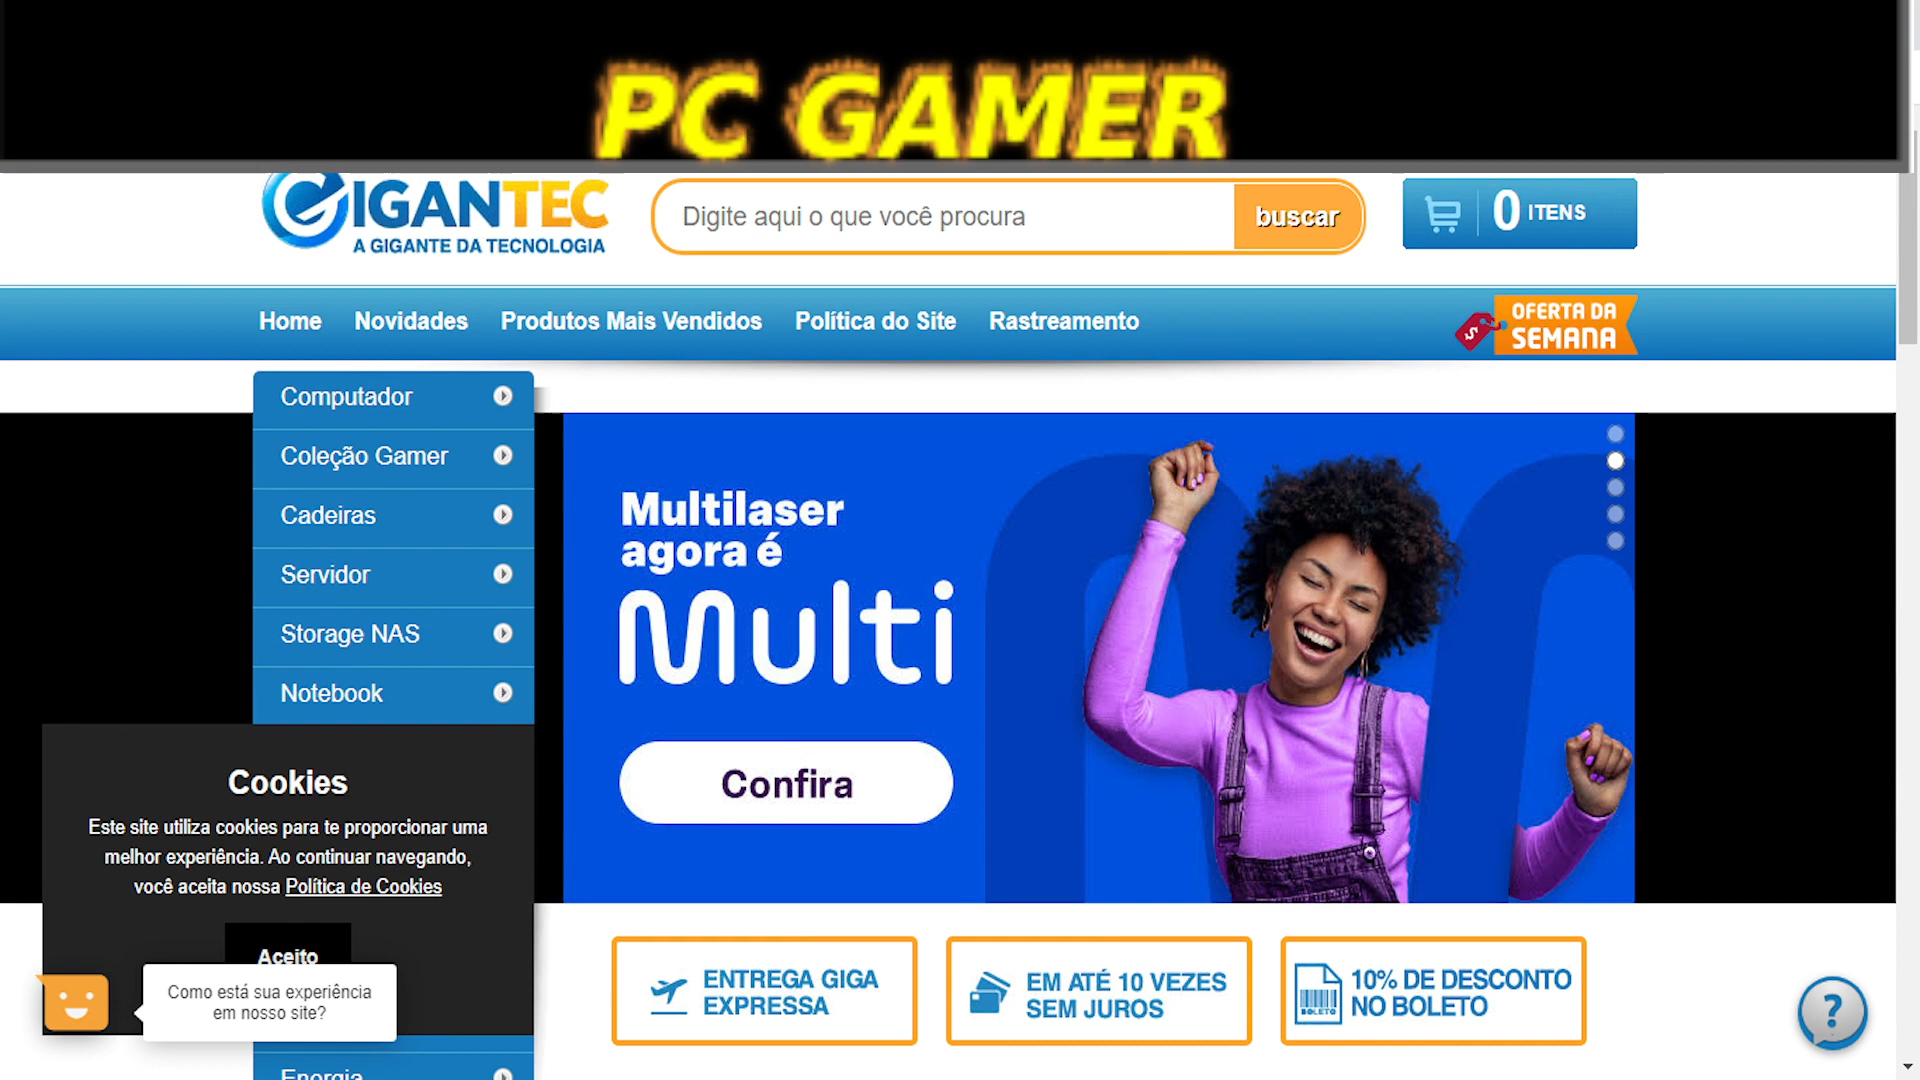 PC GAMER
GIGANTEC
A GIGANTE DA TECNOLOGIA
Digite aqui o que você procura
buscar
0 ITENS
Home
Novidades
Produtos Mais Vendidos
Política do Site
Rastreamento
OFERTA DA
SEMANA
Computador
Coleção Gamer
Cadeiras
Servidor
Storage NAS
Notebook
Multilaser
agora é
Multi
Confira
Cookies
Este site utiliza cookies para te proporcionar uma
melhor experiência. Ao continuar navegando,
você aceita nossa Política de Cookies
Aceito
Como está sua experiência
em nosso site?
Energia
ENTREGA GIGA
EXPRESSA
EM ATÉ 10 VEZES
SEM JUROS
BOLETO
10% DE DESCONTO
NO BOLETO
?